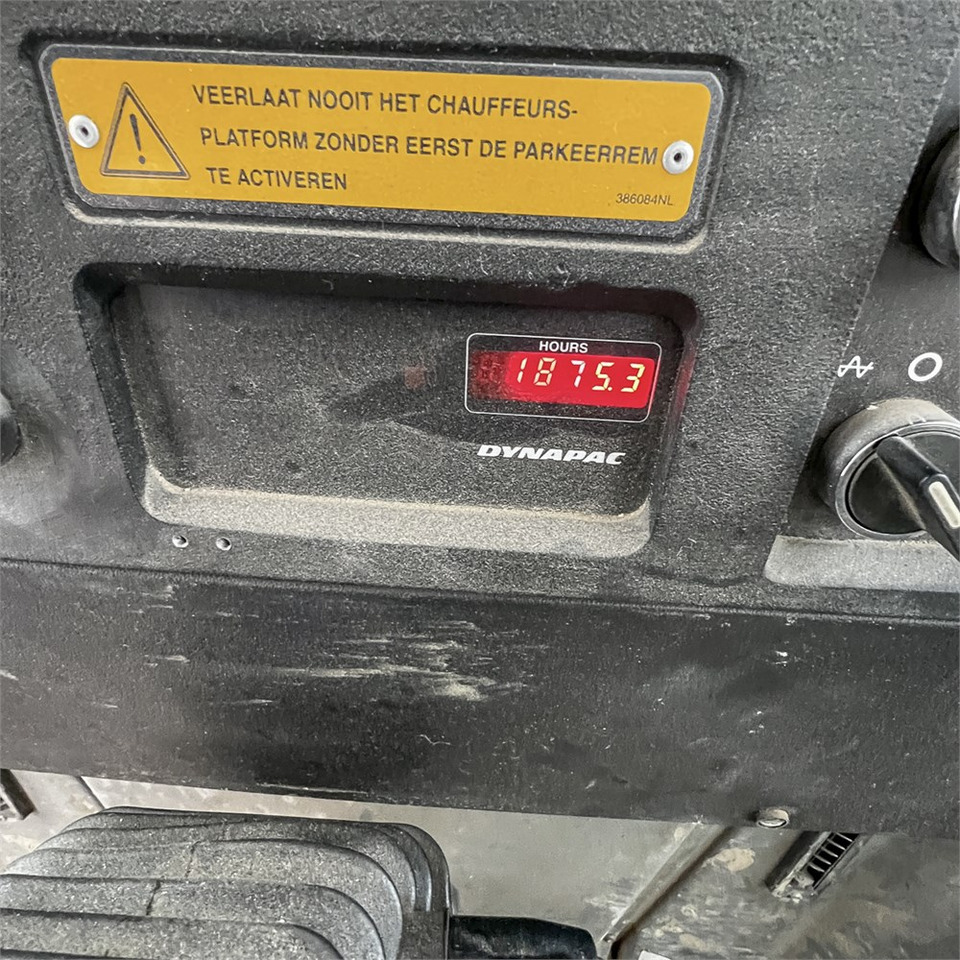 VEERLAAT NOOIT HET CHAUFFEURS-
PLATFORM ZONDER EERST DE PARKEERREM
TE ACTIVEREN
386084NL
HOURS
1875.3
DYNAPAC